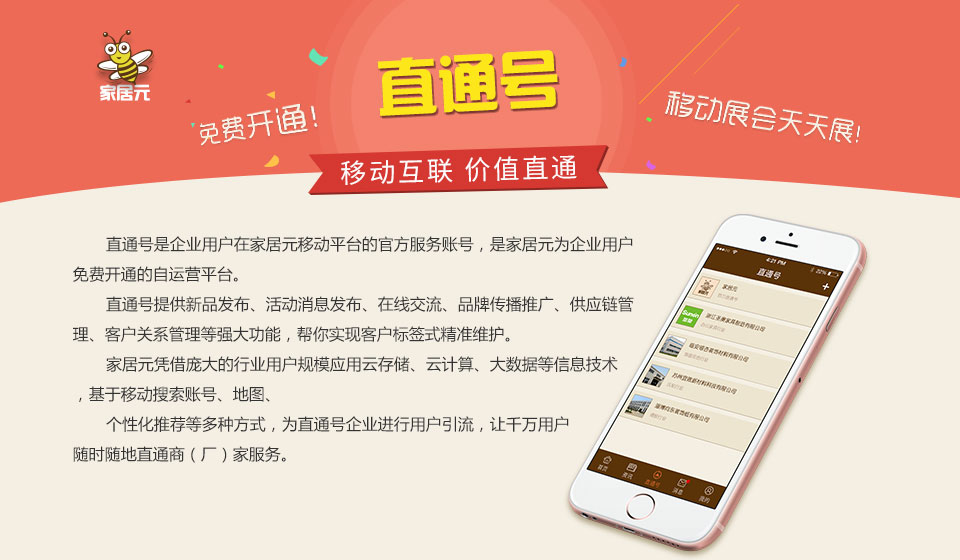 家居元
免费开通!
直通号
移动展会天天展!
移动互联 价值直通
直通号是企业用户在家居元移动平台的官方服务账号，是家居元为企业用户
免费开通的自运营平台。
直通号提供新品发布、活动消息发布、在线交流、品牌传播推广、供应链管
理、客户关系管理等强大功能，帮你实现客户标签式精准维护。
家居元凭借庞大的行业用户规模应用云存储、云计算、大数据等信息技术
，基于移动搜索账号、地图、
个性化推荐等多种方式，为直通号企业进行用户引流，让千万用户
随时随地直通商（厂）家服务。
4:21 PM
22%
直通号
+
家居元
首页
资讯
直通号
消息
我的